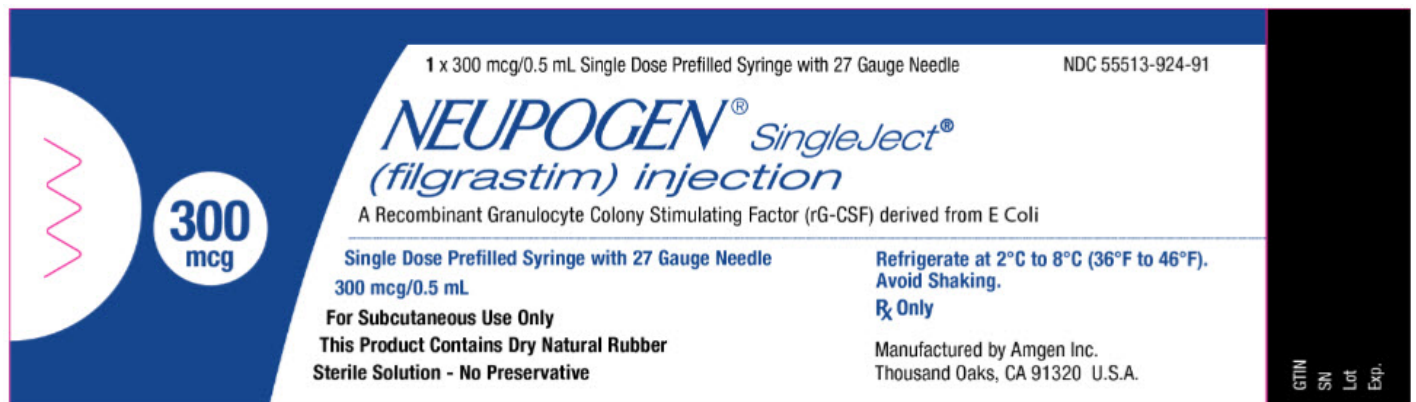 1 x 300 mcg/0.5 mL Single Dose Prefilled Syringe with 27 Gauge Needle NDC 55513-924-91
NEUPOGEN® SingleJect®
(filgrastim) injection
A Recombinant Granulocyte Colony Stimulating Factor (rG-CSF) derived from E Coli
300
mcg
Single Dose Prefilled Syringe with 27 Gauge Needle
300 mcg/0.5 mL
For Subcutaneous Use Only
This Product Contains Dry Natural Rubber
Sterile Solution - No Preservative
Refrigerate at 2°C to 8°C (36°F to 46°F).
Avoid Shaking.
Rx Only
Manufactured by Amgen Inc.
Thousand Oaks, CA 91320 U.S.A.
GTIN
SN
Lot
Exp.